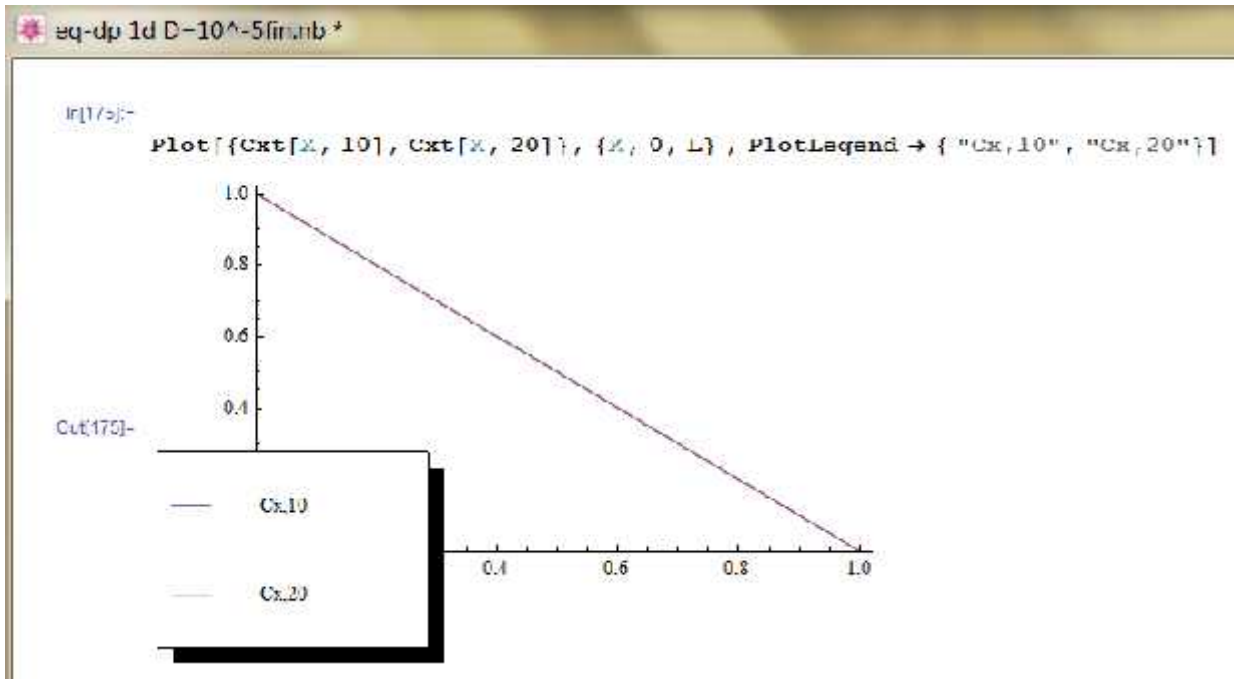 eq-dp 1d D=10^-5fin.nb *
In[175]:=
Plot[{Cxt[X, 10], Cxt[X, 20]}, {X, 0, L}, PlotLegend → {"Cx,10", "Cx,20"}]
1.0
0.8
0.6
0.4
Out[175]=
Cx,10
Cx,20
0.4 0.6 0.8 1.0